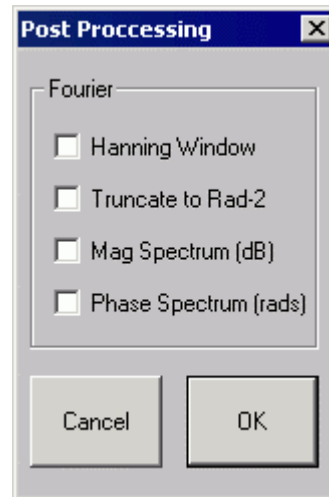 Post Proccessing
Fourier
Hanning Window
Truncate to Rad-2
Mag Spectrum (dB)
Phase Spectrum (rads)
Cancel OK